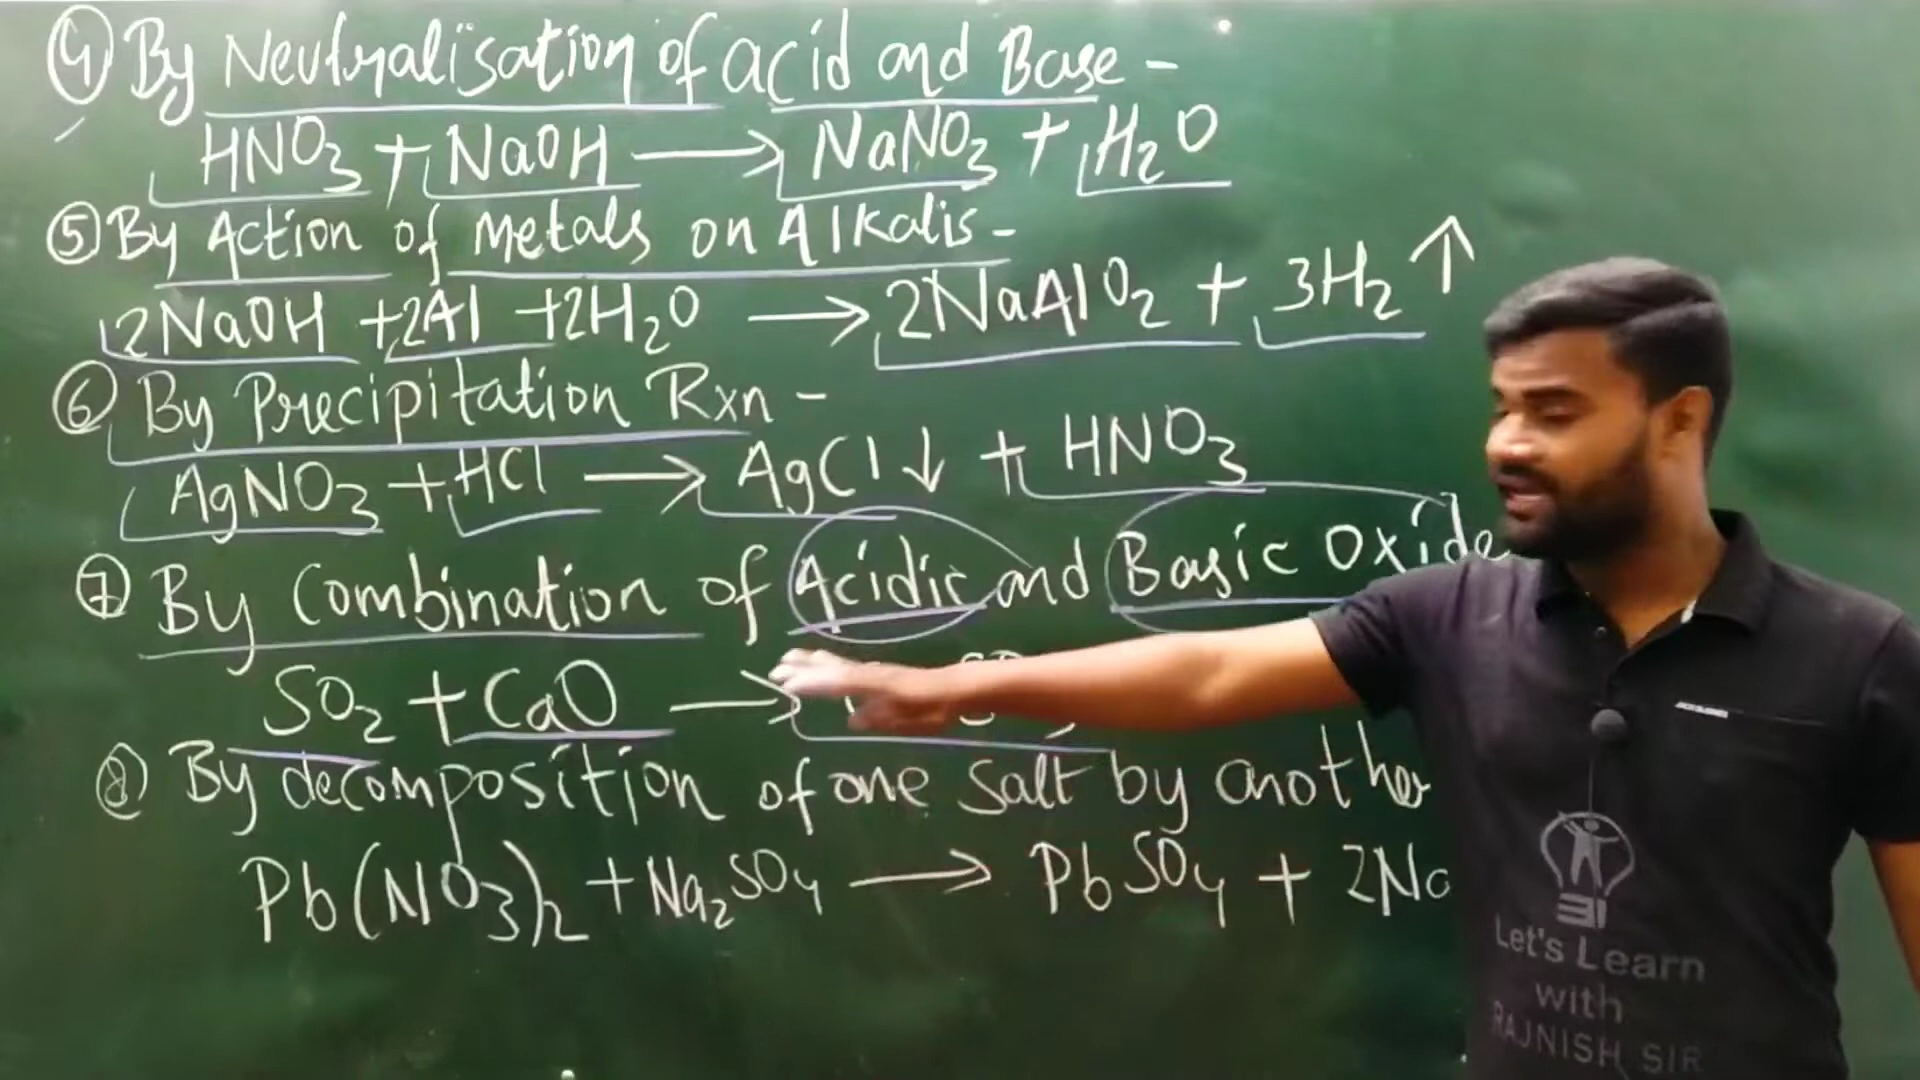 ④ By Neutralisation of acid and Base -
HNO₃ + NaOH ⟶ NaNO₃ + H₂O
⑤ By Action of Metals on Alkalis -
2NaOH + 2Al + 2H₂O ⟶ 2NaAlO₂ + 3H₂ ↑
⑥ By Precipitation Rxn -
AgNO₃ + HCl ⟶ AgCl ↓ + HNO₃
⑦ By Combination of Acidic and Basic Oxide
SO₂ + CaO ⟶
⑧ By decomposition of one Salt by another
Pb(NO₃)₂ + Na₂SO₄ ⟶ PbSO₄ + 2Na
Let's Learn
with
RAJNISH SIR